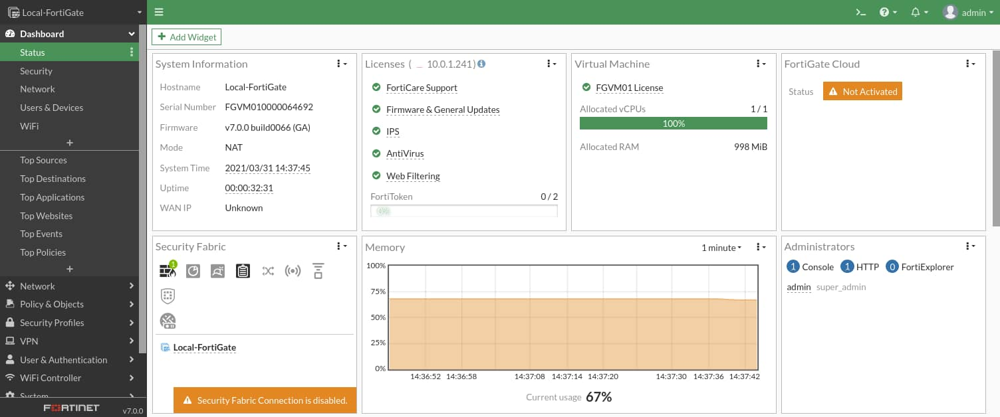 Local-FortiGate
admin
Dashboard
Status
Security
Network
Users & Devices
WiFi
+
Top Sources
Top Destinations
Top Applications
Top Websites
Top Events
Top Policies
+
Network
Policy & Objects
Security Profiles
VPN
User & Authentication
WiFi Controller
System
FORTINET
v7.0.0
+ Add Widget
System Information
Hostname Local-FortiGate
Serial Number FGVM010000064692
Firmware v7.0.0 build0066 (GA)
Mode NAT
System Time 2021/03/31 14:37:45
Uptime 00:00:32:31
WAN IP Unknown
Licenses ( _ 10.0.1.241)
FortiCare Support
Firmware & General Updates
IPS
AntiVirus
Web Filtering
FortiToken 0 / 2
0%
Virtual Machine
FGVM01 License
Allocated vCPUs 1 / 1
100%
Allocated RAM 998 MiB
FortiGate Cloud
Status Not Activated
Security Fabric
1
Local-FortiGate
Security Fabric Connection is disabled.
Memory 1 minute
100%
75%
50%
25%
0%
14:36:52 14:36:58 14:37:08 14:37:14 14:37:20 14:37:30 14:37:36 14:37:42
Current usage 67%
Administrators
1 Console 1 HTTP 0 FortiExplorer
admin super_admin